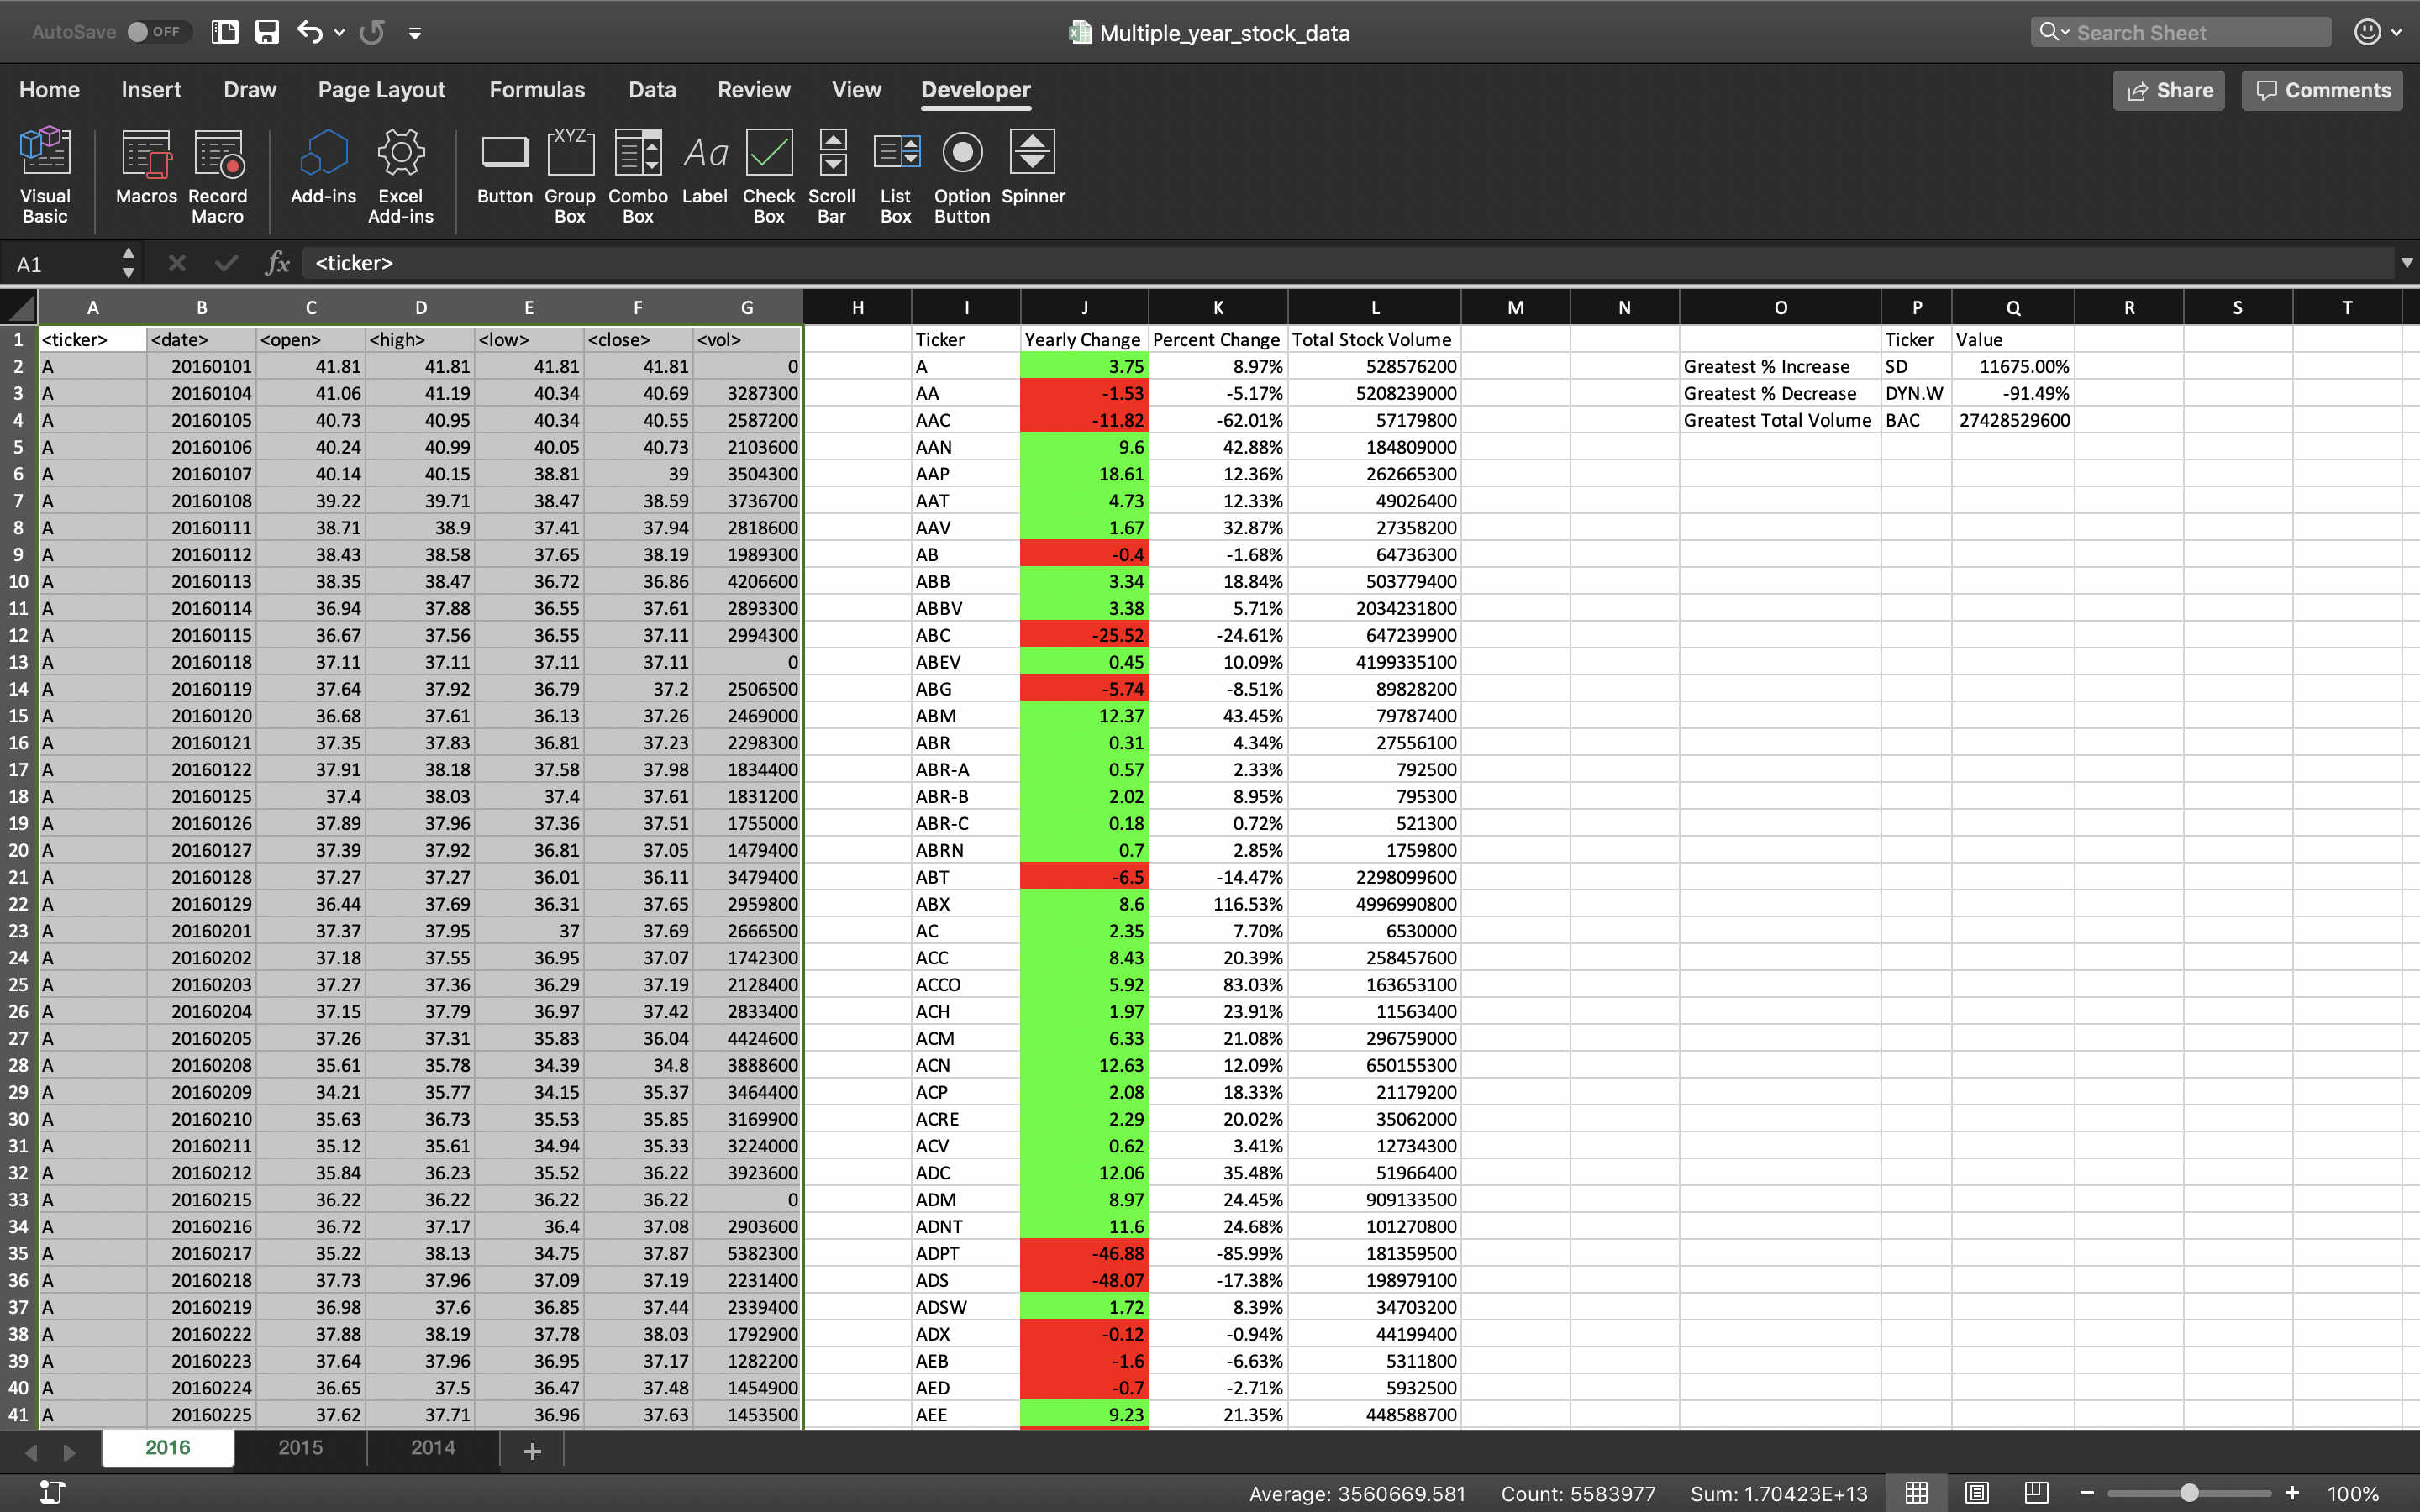 AutoSave OFF Multiple_year_stock_data Search Sheet
Home Insert Draw Page Layout Formulas Data Review View Developer Share Comments
Visual Basic Macros Record Macro Add-ins Excel Add-ins Button XYZ Group Box Aa Combo Box Label Check Box Scroll Bar List Box Option Button Spinner
A1 fx <ticker>
A B C D E F G H I J K L M N O P Q R S T
1 <ticker> <date> <open> <high> <low> <close> <vol> Ticker Yearly Change Percent Change Total Stock Volume Ticker Value
2 A 20160101 41.81 41.81 41.81 41.81 0 A 3.75 8.97% 528576200 Greatest % Increase SD 11675.00%
3 A 20160104 41.06 41.19 40.34 40.69 3287300 AA -1.53 -5.17% 5208239000 Greatest % Decrease DYN.W -91.49%
4 A 20160105 40.73 40.95 40.34 40.55 2587200 AAC -11.82 -62.01% 57179800 Greatest Total Volume BAC 27428529600
5 A 20160106 40.24 40.99 40.05 40.73 2103600 AAN 9.6 42.88% 184809000
6 A 20160107 40.14 40.15 38.81 39 3504300 AAP 18.61 12.36% 262665300
7 A 20160108 39.22 39.71 38.47 38.59 3736700 AAT 4.73 12.33% 49026400
8 A 20160111 38.71 38.9 37.41 37.94 2818600 AAV 1.67 32.87% 27358200
9 A 20160112 38.43 38.58 37.65 38.19 1989300 AB -0.4 -1.68% 64736300
10 A 20160113 38.35 38.47 36.72 36.86 4206600 ABB 3.34 18.84% 503779400
11 A 20160114 36.94 37.88 36.55 37.61 2893300 ABBV 3.38 5.71% 2034231800
12 A 20160115 36.67 37.56 36.55 37.11 2994300 ABC -25.52 -24.61% 647239900
13 A 20160118 37.11 37.11 37.11 37.11 0 ABEV 0.45 10.09% 4199335100
14 A 20160119 37.64 37.92 36.79 37.2 2506500 ABG -5.74 -8.51% 89828200
15 A 20160120 36.68 37.61 36.13 37.26 2469000 ABM 12.37 43.45% 79787400
16 A 20160121 37.35 37.83 36.81 37.23 2298300 ABR 0.31 4.34% 27556100
17 A 20160122 37.91 38.18 37.58 37.98 1834400 ABR-A 0.57 2.33% 792500
18 A 20160125 37.4 38.03 37.4 37.61 1831200 ABR-B 2.02 8.95% 795300
19 A 20160126 37.89 37.96 37.36 37.51 1755000 ABR-C 0.18 0.72% 521300
20 A 20160127 37.39 37.92 36.81 37.05 1479400 ABRN 0.7 2.85% 1759800
21 A 20160128 37.27 37.27 36.01 36.11 3479400 ABT -6.5 -14.47% 2298099600
22 A 20160129 36.44 37.69 36.31 37.65 2959800 ABX 8.6 116.53% 4996990800
23 A 20160201 37.37 37.95 37 37.69 2666500 AC 2.35 7.70% 6530000
24 A 20160202 37.18 37.55 36.95 37.07 1742300 ACC 8.43 20.39% 258457600
25 A 20160203 37.27 37.36 36.29 37.19 2128400 ACCO 5.92 83.03% 163653100
26 A 20160204 37.15 37.79 36.97 37.42 2833400 ACH 1.97 23.91% 11563400
27 A 20160205 37.26 37.31 35.83 36.04 4424600 ACM 6.33 21.08% 296759000
28 A 20160208 35.61 35.78 34.39 34.8 3888600 ACN 12.63 12.09% 650155300
29 A 20160209 34.21 35.77 34.15 35.37 3464400 ACP 2.08 18.33% 21179200
30 A 20160210 35.63 36.73 35.53 35.85 3169900 ACRE 2.29 20.02% 35062000
31 A 20160211 35.12 35.61 34.94 35.33 3224000 ACV 0.62 3.41% 12734300
32 A 20160212 35.84 36.23 35.52 36.22 3923600 ADC 12.06 35.48% 51966400
33 A 20160215 36.22 36.22 36.22 36.22 0 ADM 8.97 24.45% 909133500
34 A 20160216 36.72 37.17 36.4 37.08 2903600 ADNT 11.6 24.68% 101270800
35 A 20160217 35.22 38.13 34.75 37.87 5382300 ADPT -46.88 -85.99% 181359500
36 A 20160218 37.73 37.96 37.09 37.19 2231400 ADS -48.07 -17.38% 198979100
37 A 20160219 36.98 37.6 36.85 37.44 2339400 ADSW 1.72 8.39% 34703200
38 A 20160222 37.88 38.19 37.78 38.03 1792900 ADX -0.12 -0.94% 44199400
39 A 20160223 37.64 37.96 36.95 37.17 1282200 AEB -1.6 -6.63% 5311800
40 A 20160224 36.65 37.5 36.47 37.48 1454900 AED -0.7 -2.71% 5932500
41 A 20160225 37.62 37.71 36.96 37.63 1453500 AEE 9.23 21.35% 448588700
2016 2015 2014 +
Average: 3560669.581 Count: 5583977 Sum: 1.70423E+13 100%